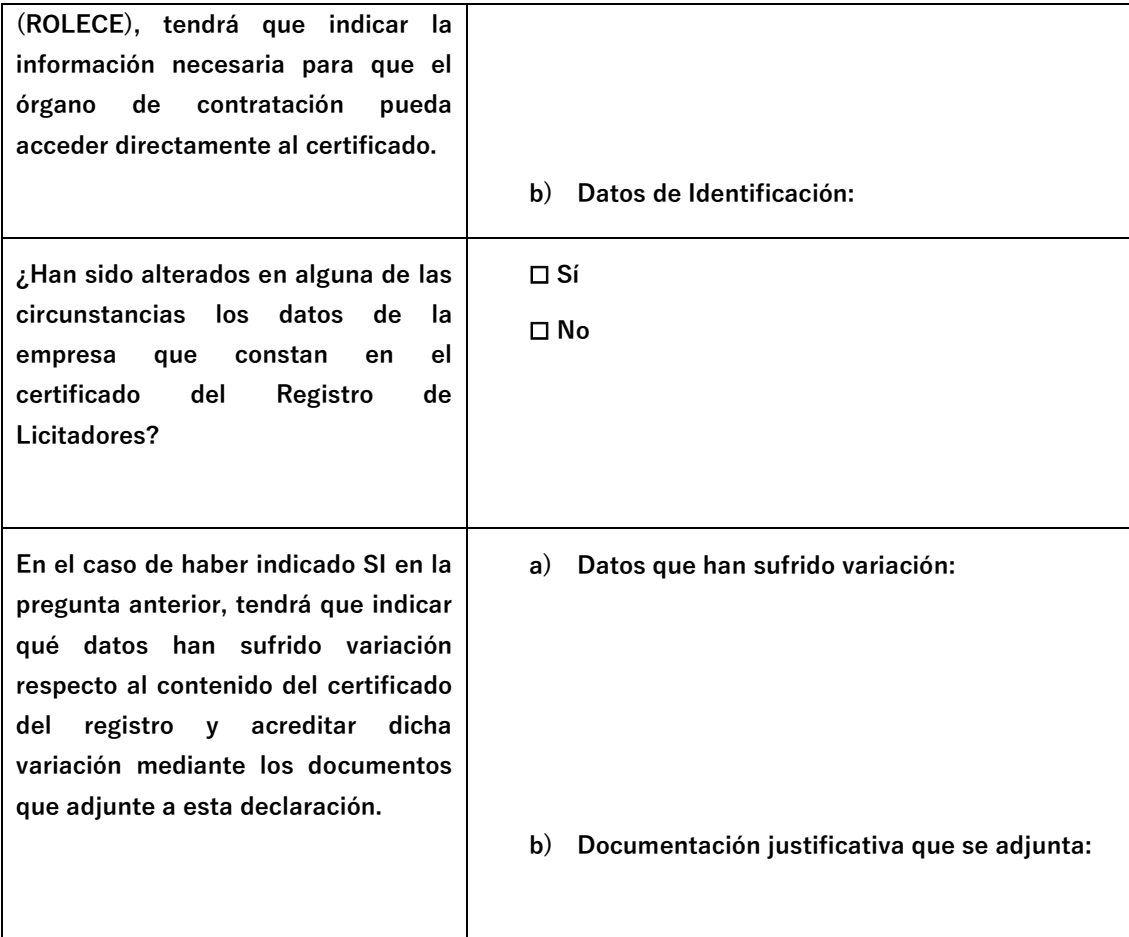 (ROLECE), tendrá que indicar la
información necesaria para que el
órgano de contratación pueda
acceder directamente al certificado.
b) Datos de Identificación:
¿Han sido alterados en alguna de las
circunstancias los datos de la
empresa que constan en el
certificado del Registro de
Licitadores?
☐ Sí
☐ No
En el caso de haber indicado SI en la
pregunta anterior, tendrá que indicar
qué datos han sufrido variación
respecto al contenido del certificado
del registro y acreditar dicha
variación mediante los documentos
que adjunte a esta declaración.
a) Datos que han sufrido variación:
b) Documentación justificativa que se adjunta: